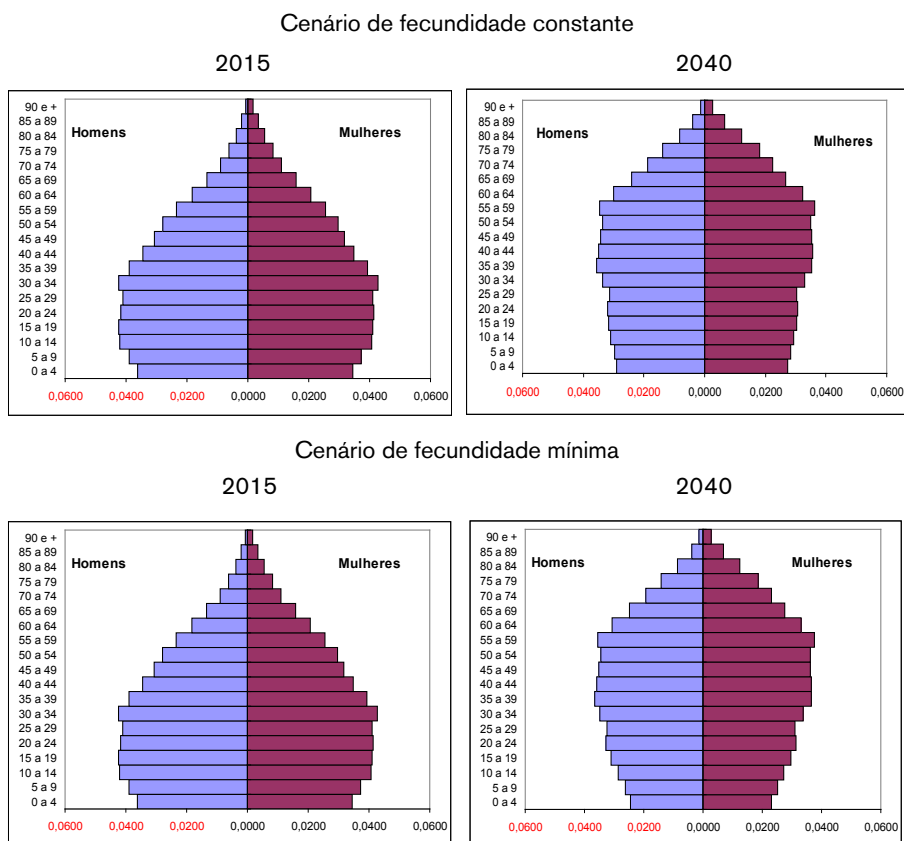 Cenário de fecundidade constante
2015 2040
90 e +
85 a 89
80 a 84
75 a 79
70 a 74
65 a 69
60 a 64
55 a 59
50 a 54
45 a 49
40 a 44
35 a 39
30 a 34
25 a 29
20 a 24
15 a 19
10 a 14
5 a 9
0 a 4
Homens Mulheres
0,0600 0,0400 0,0200 0,0000 0,0200 0,0400 0,0600
90 e +
85 a 89
80 a 84
75 a 79
70 a 74
65 a 69
60 a 64
55 a 59
50 a 54
45 a 49
40 a 44
35 a 39
30 a 34
25 a 29
20 a 24
15 a 19
10 a 14
5 a 9
0 a 4
Homens Mulheres
0,0600 0,0400 0,0200 0,0000 0,0200 0,0400 0,0600
Cenário de fecundidade mínima
2015 2040
90 e +
85 a 89
80 a 84
75 a 79
70 a 74
65 a 69
60 a 64
55 a 59
50 a 54
45 a 49
40 a 44
35 a 39
30 a 34
25 a 29
20 a 24
15 a 19
10 a 14
5 a 9
0 a 4
Homens Mulheres
0,0600 0,0400 0,0200 0,0000 0,0200 0,0400 0,0600
90 e +
85 a 89
80 a 84
75 a 79
70 a 74
65 a 69
60 a 64
55 a 59
50 a 54
45 a 49
40 a 44
35 a 39
30 a 34
25 a 29
20 a 24
15 a 19
10 a 14
5 a 9
0 a 4
Homens Mulheres
0,0600 0,0400 0,0200 0,0000 0,0200 0,0400 0,0600